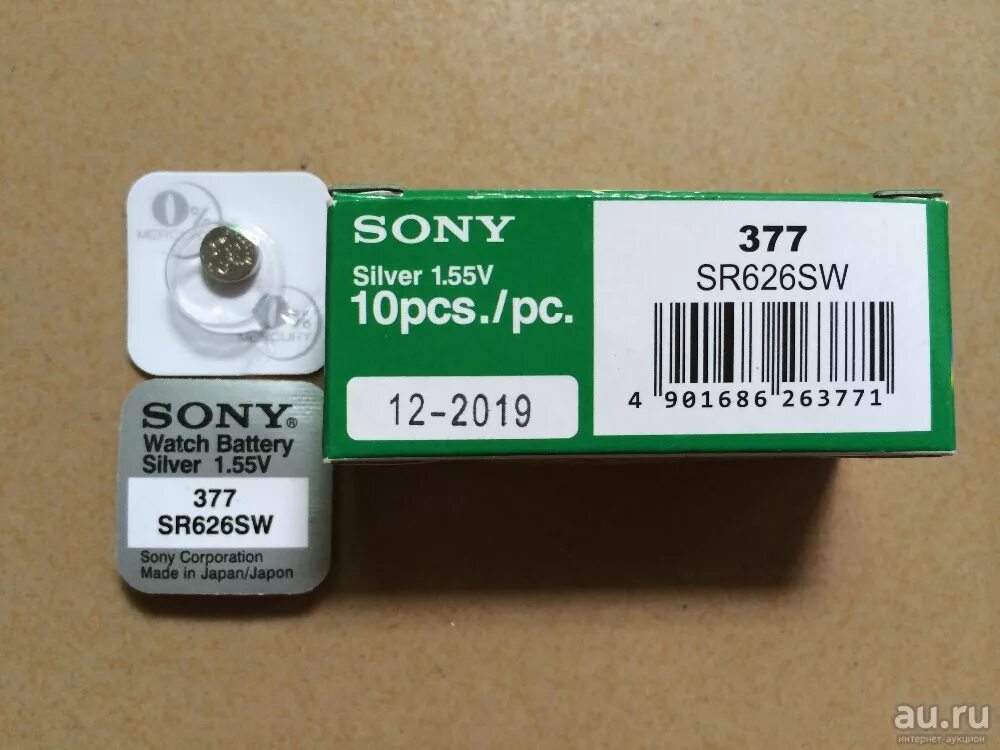 0%
MERCURY
0%
MERCURY
SONY®
Watch Battery
Silver 1.55V
377
SR626SW
Sony Corporation
Made in Japan/Japon
SONY
Silver 1.55V
10pcs./pc.
12-2019
377
SR626SW
4 901686 263771
au.ru
интернет-аукцион